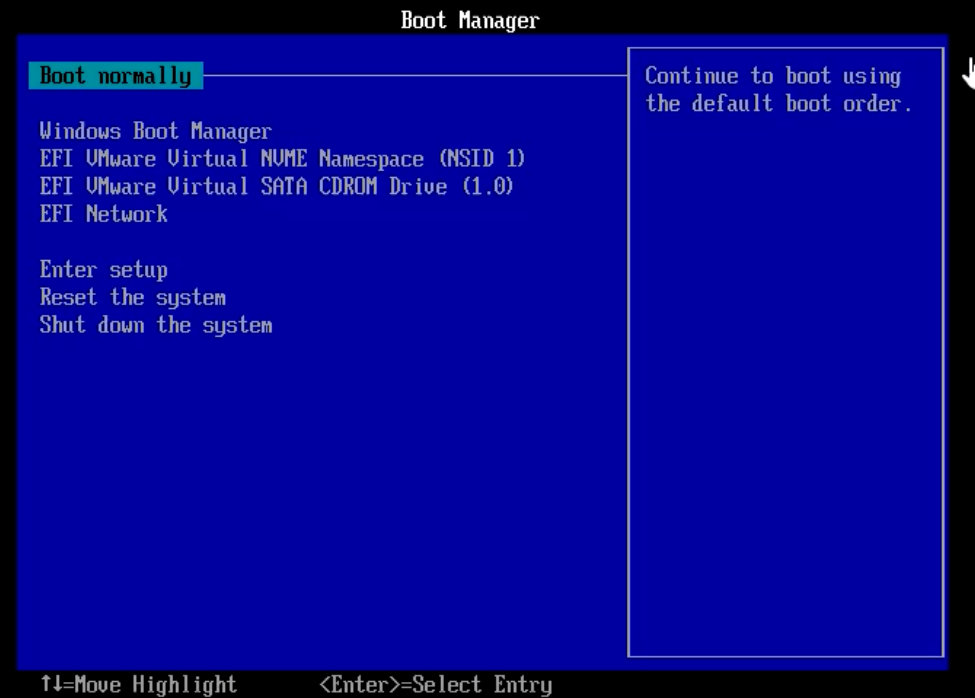 Boot Manager
Boot normally
Continue to boot using
the default boot order.
Windows Boot Manager
EFI VMware Virtual NVME Namespace (NSID 1)
EFI VMware Virtual SATA CDROM Drive (1.0)
EFI Network
Enter setup
Reset the system
Shut down the system
↑↓=Move Highlight <Enter>=Select Entry